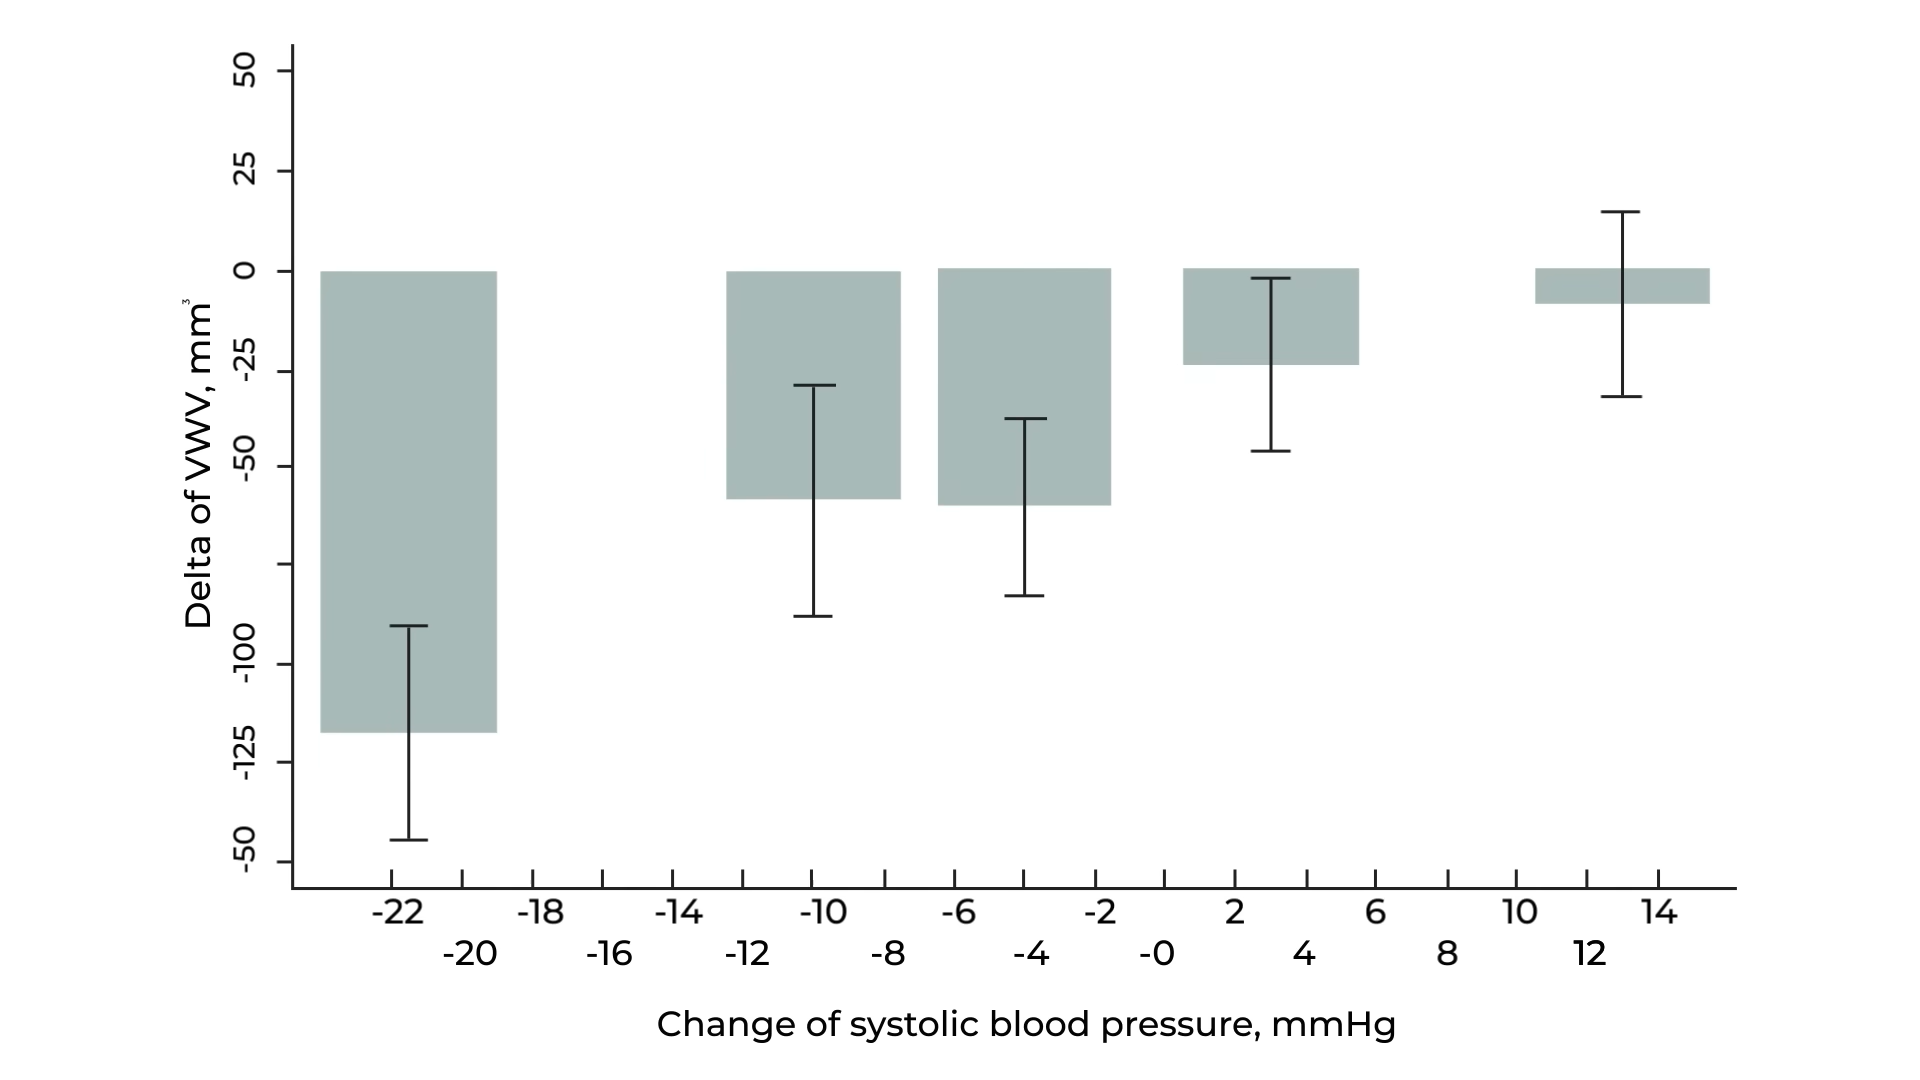 50
25
0
-25
-50
-100
-125
-50
Delta of VWV, mm³
-22 -18 -14 -10 -6 -2 2 6 10 14
-20 -16 -12 -8 -4 -0 4 8 12
Change of systolic blood pressure, mmHg